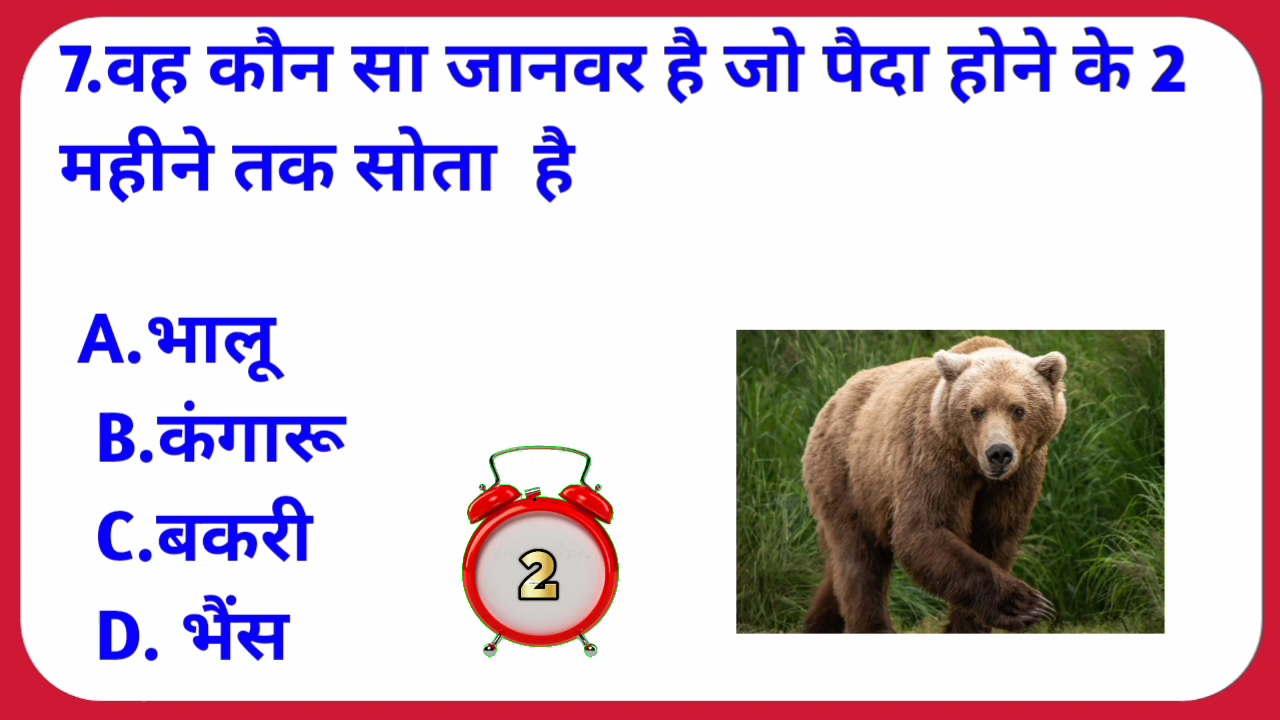 7.वह कौन सा जानवर है जो पैदा होने के 2
महीने तक सोता है
A.भालू
B.कंगारू
C.बकरी
D. भैंस
2